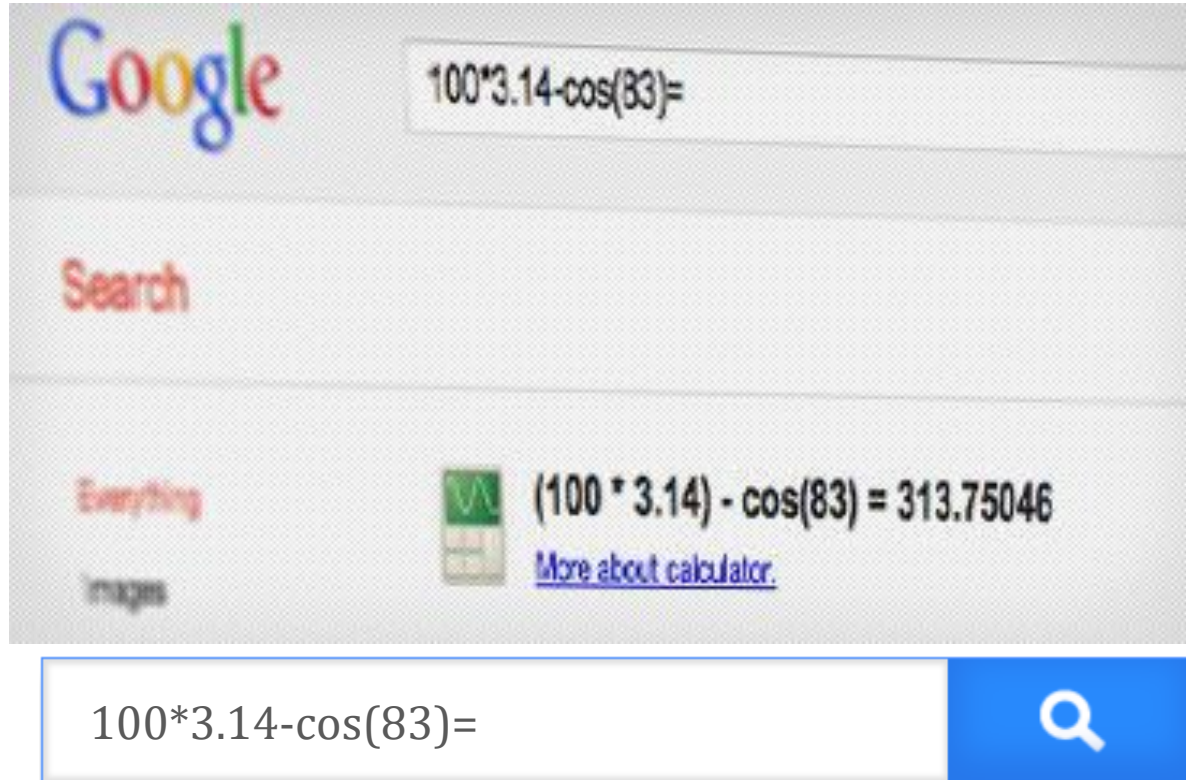 Google
100*3.14-cos(83)=
Search
Everything
(100 * 3.14) - cos(83) = 313.75046
More about calculator.
Images
100*3.14-cos(83)=